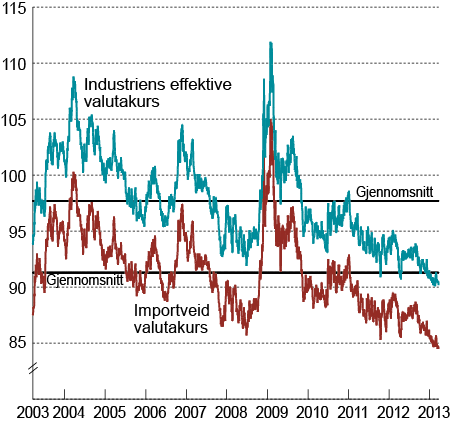 115
110
105
100
95
90
85
Industriens effektive
valutakurs
Gjennomsnitt
Gjennomsnitt
Importveid
valutakurs
2003 2004 2005 2006 2007 2008 2009 2010 2011 2012 2013